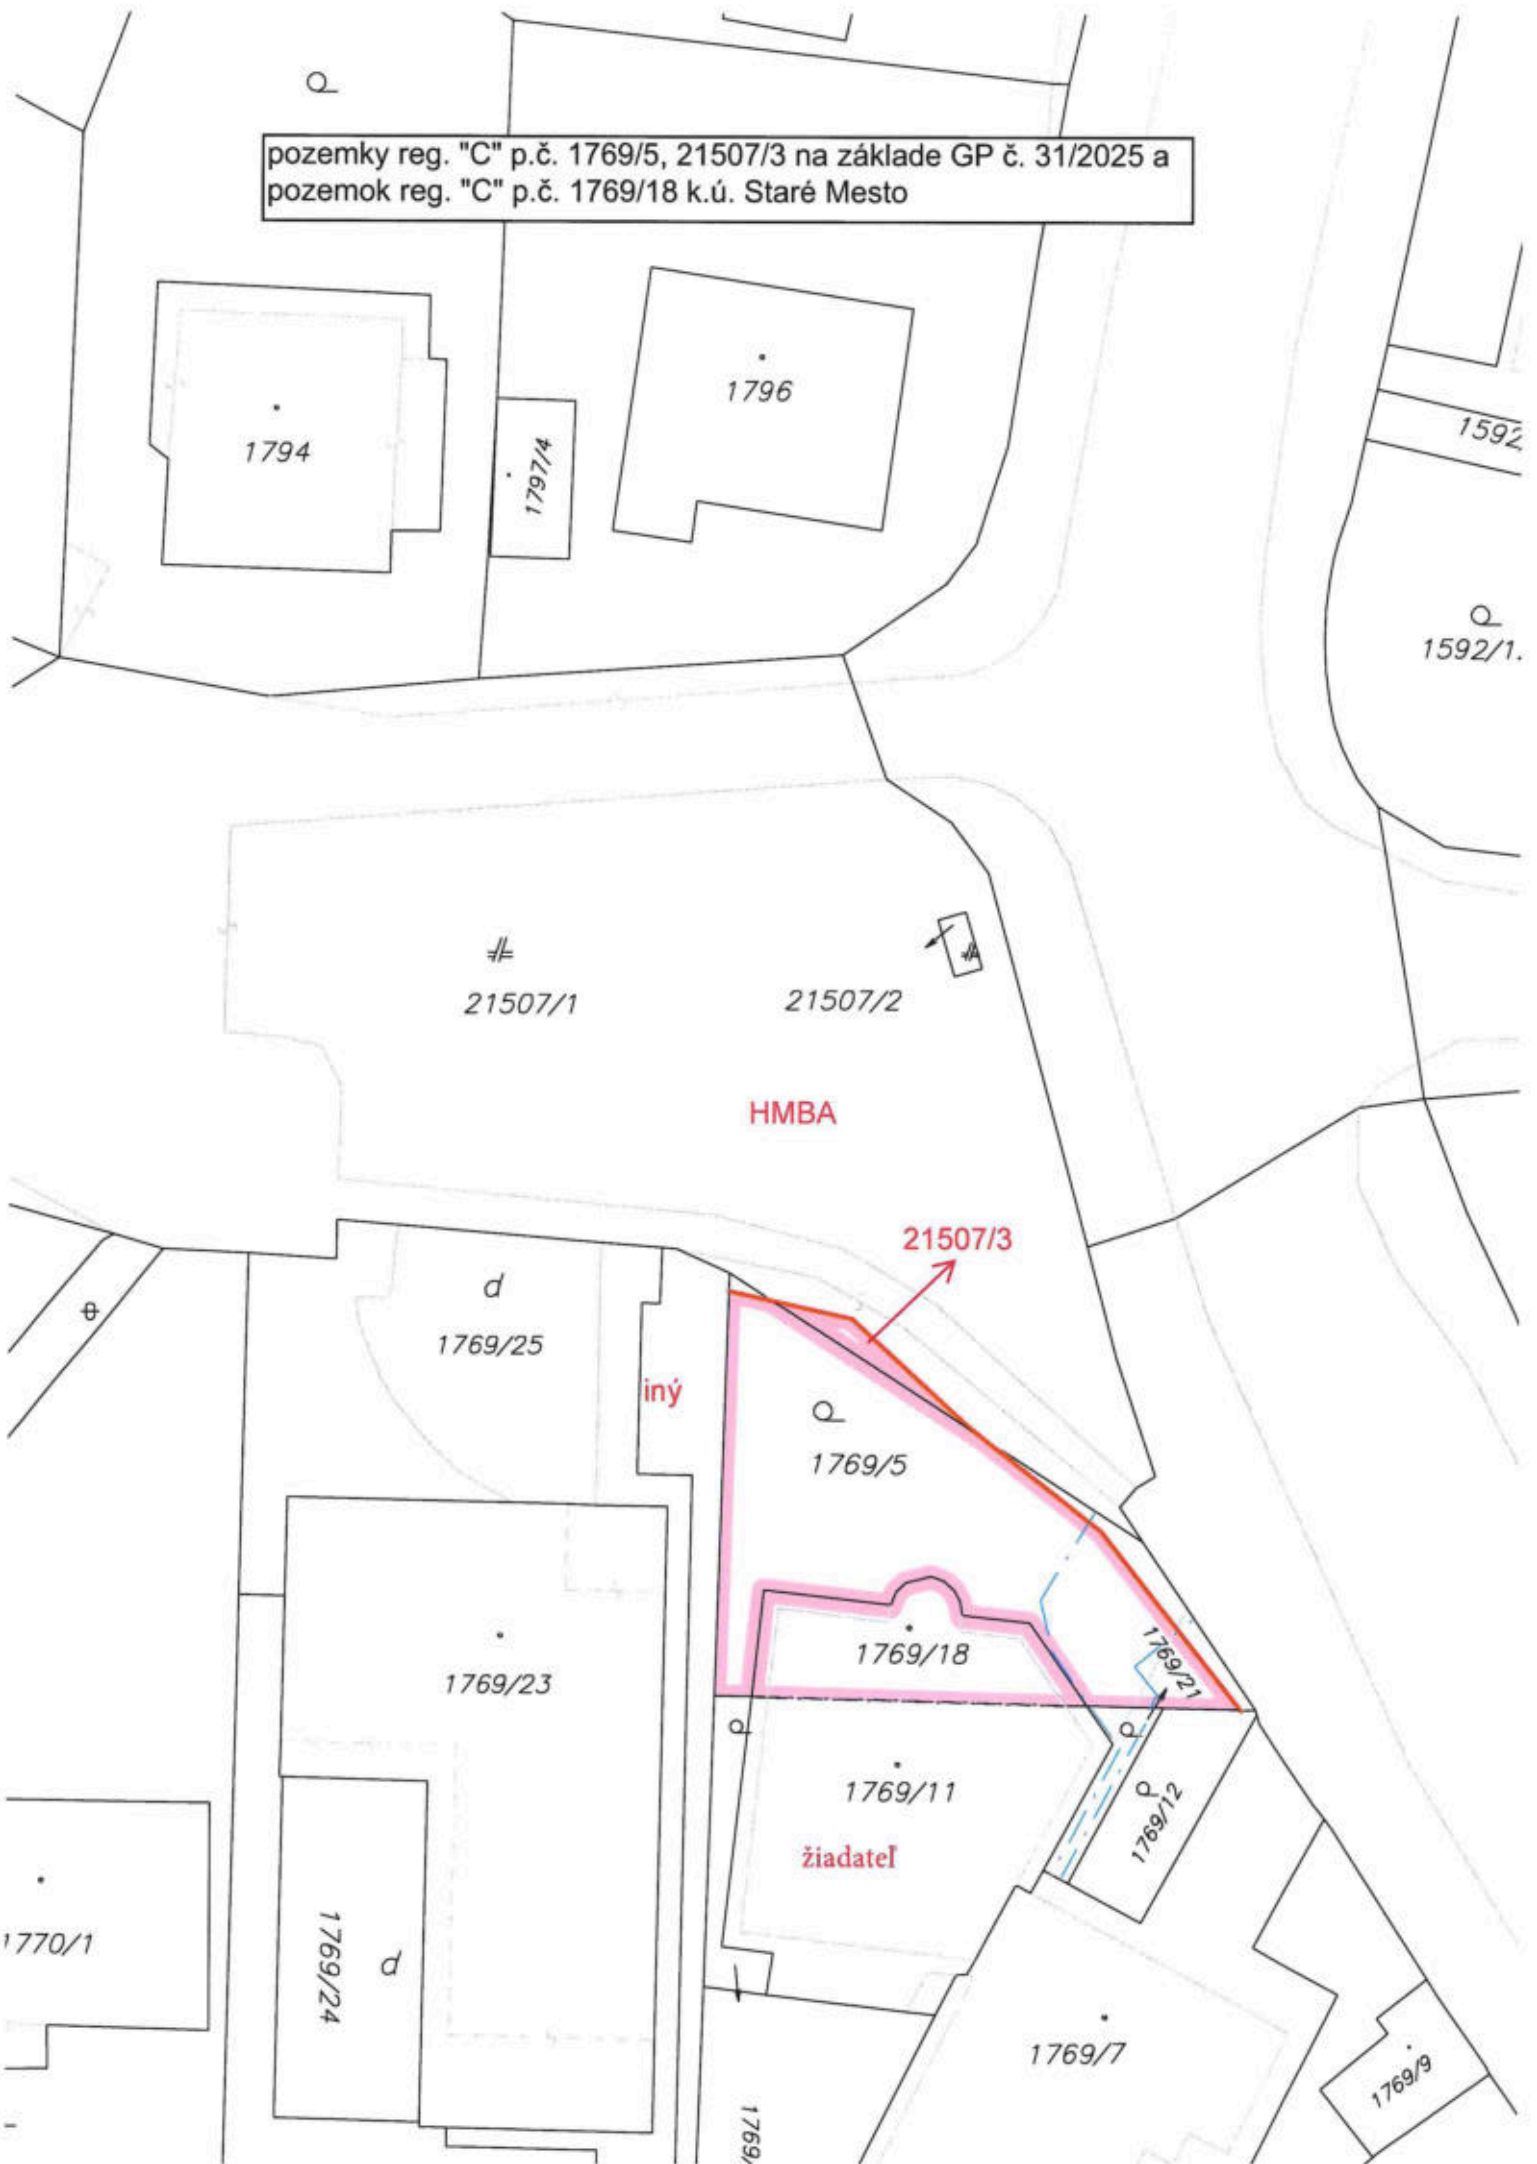 pozemky reg. "C" p.č. 1769/5, 21507/3 na základe GP č. 31/2025 a
pozemok reg. "C" p.č. 1769/18 k.ú. Staré Mesto
1796
1794
1797/4
1592
1592/1.
21507/1
21507/2
HMBA
21507/3
d
1769/25
iný
1769/5
1769/18
1769/21
1769/23
1769/11
1769/12
žiadateľ
1770/1
1769/24
d
1769/7
1769/9
1769/